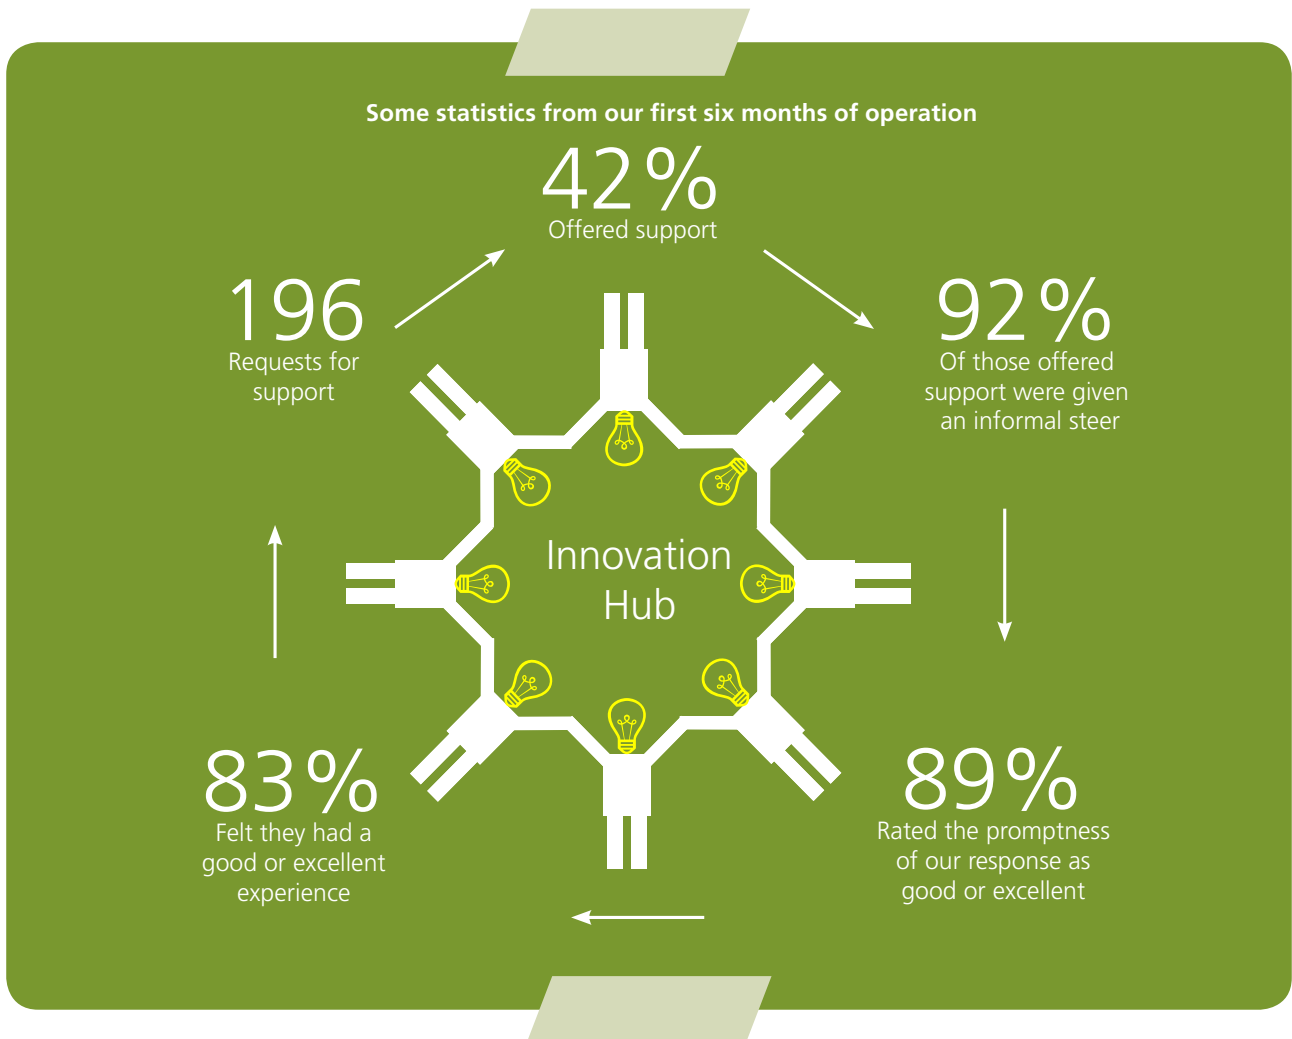 Some statistics from our first six months of operation
42%
Offered support
196
Requests for
support
92%
Of those offered
support were given
an informal steer
Innovation
Hub
83%
Felt they had a
good or excellent
experience
89%
Rated the promptness
of our response as
good or excellent